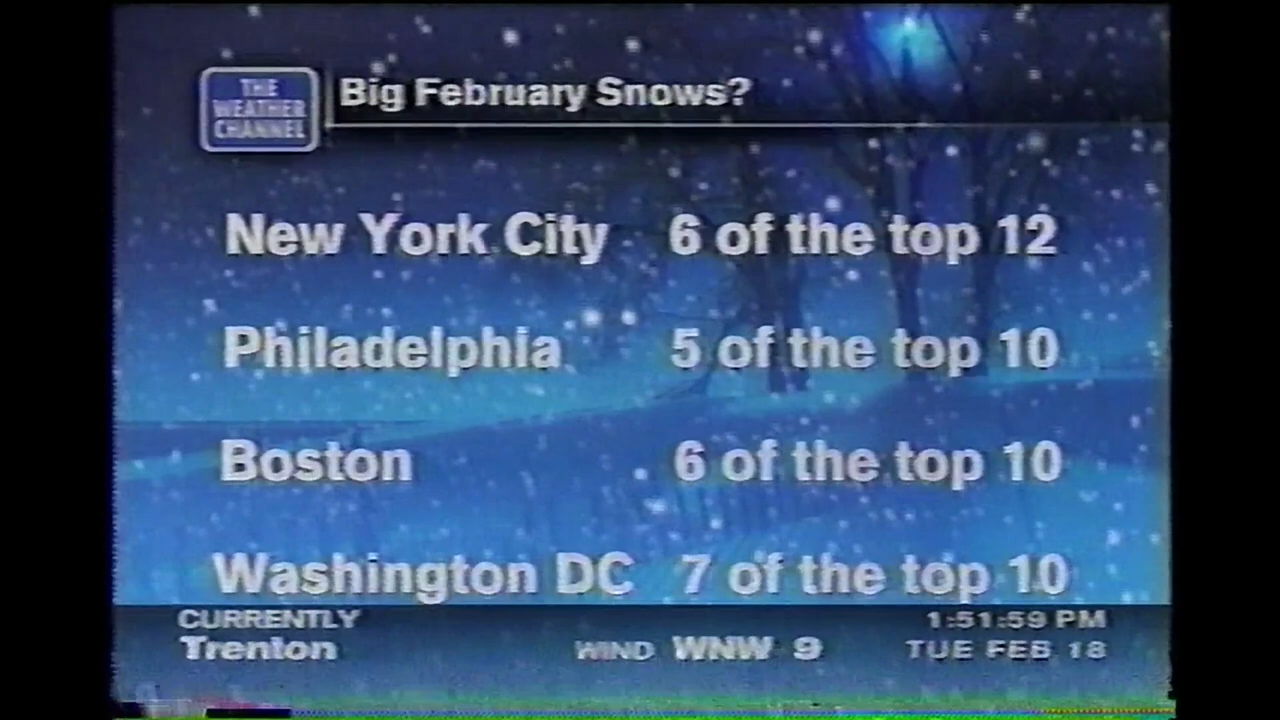 THE
WEATHER
CHANNEL
Big February Snows?
New York City 6 of the top 12
Philadelphia 5 of the top 10
Boston 6 of the top 10
Washington DC 7 of the top 10
CURRENTLY 1:51:59 PM
Trenton WIND WNW 9 TUE FEB 18